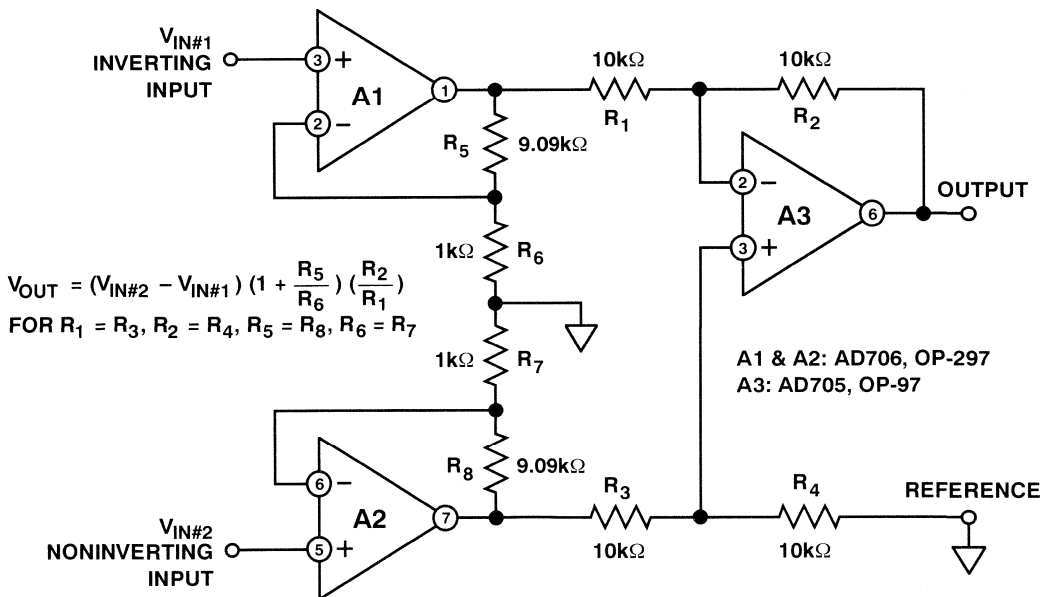 V_IN#1
INVERTING
INPUT
3
+
A1
1
2
−
10kΩ
R1
10kΩ
R2
R5
9.09kΩ
2
−
A3
6
OUTPUT
3
+
1kΩ
R6
V_OUT = (V_IN#2 − V_IN#1) (1 + R5/R6) (R2/R1)
FOR R1 = R3, R2 = R4, R5 = R8, R6 = R7
1kΩ
R7
A1 & A2: AD706, OP-297
A3: AD705, OP-97
R8
9.09kΩ
6
−
A2
7
5
+
V_IN#2
NONINVERTING
INPUT
R3
10kΩ
R4
10kΩ
REFERENCE